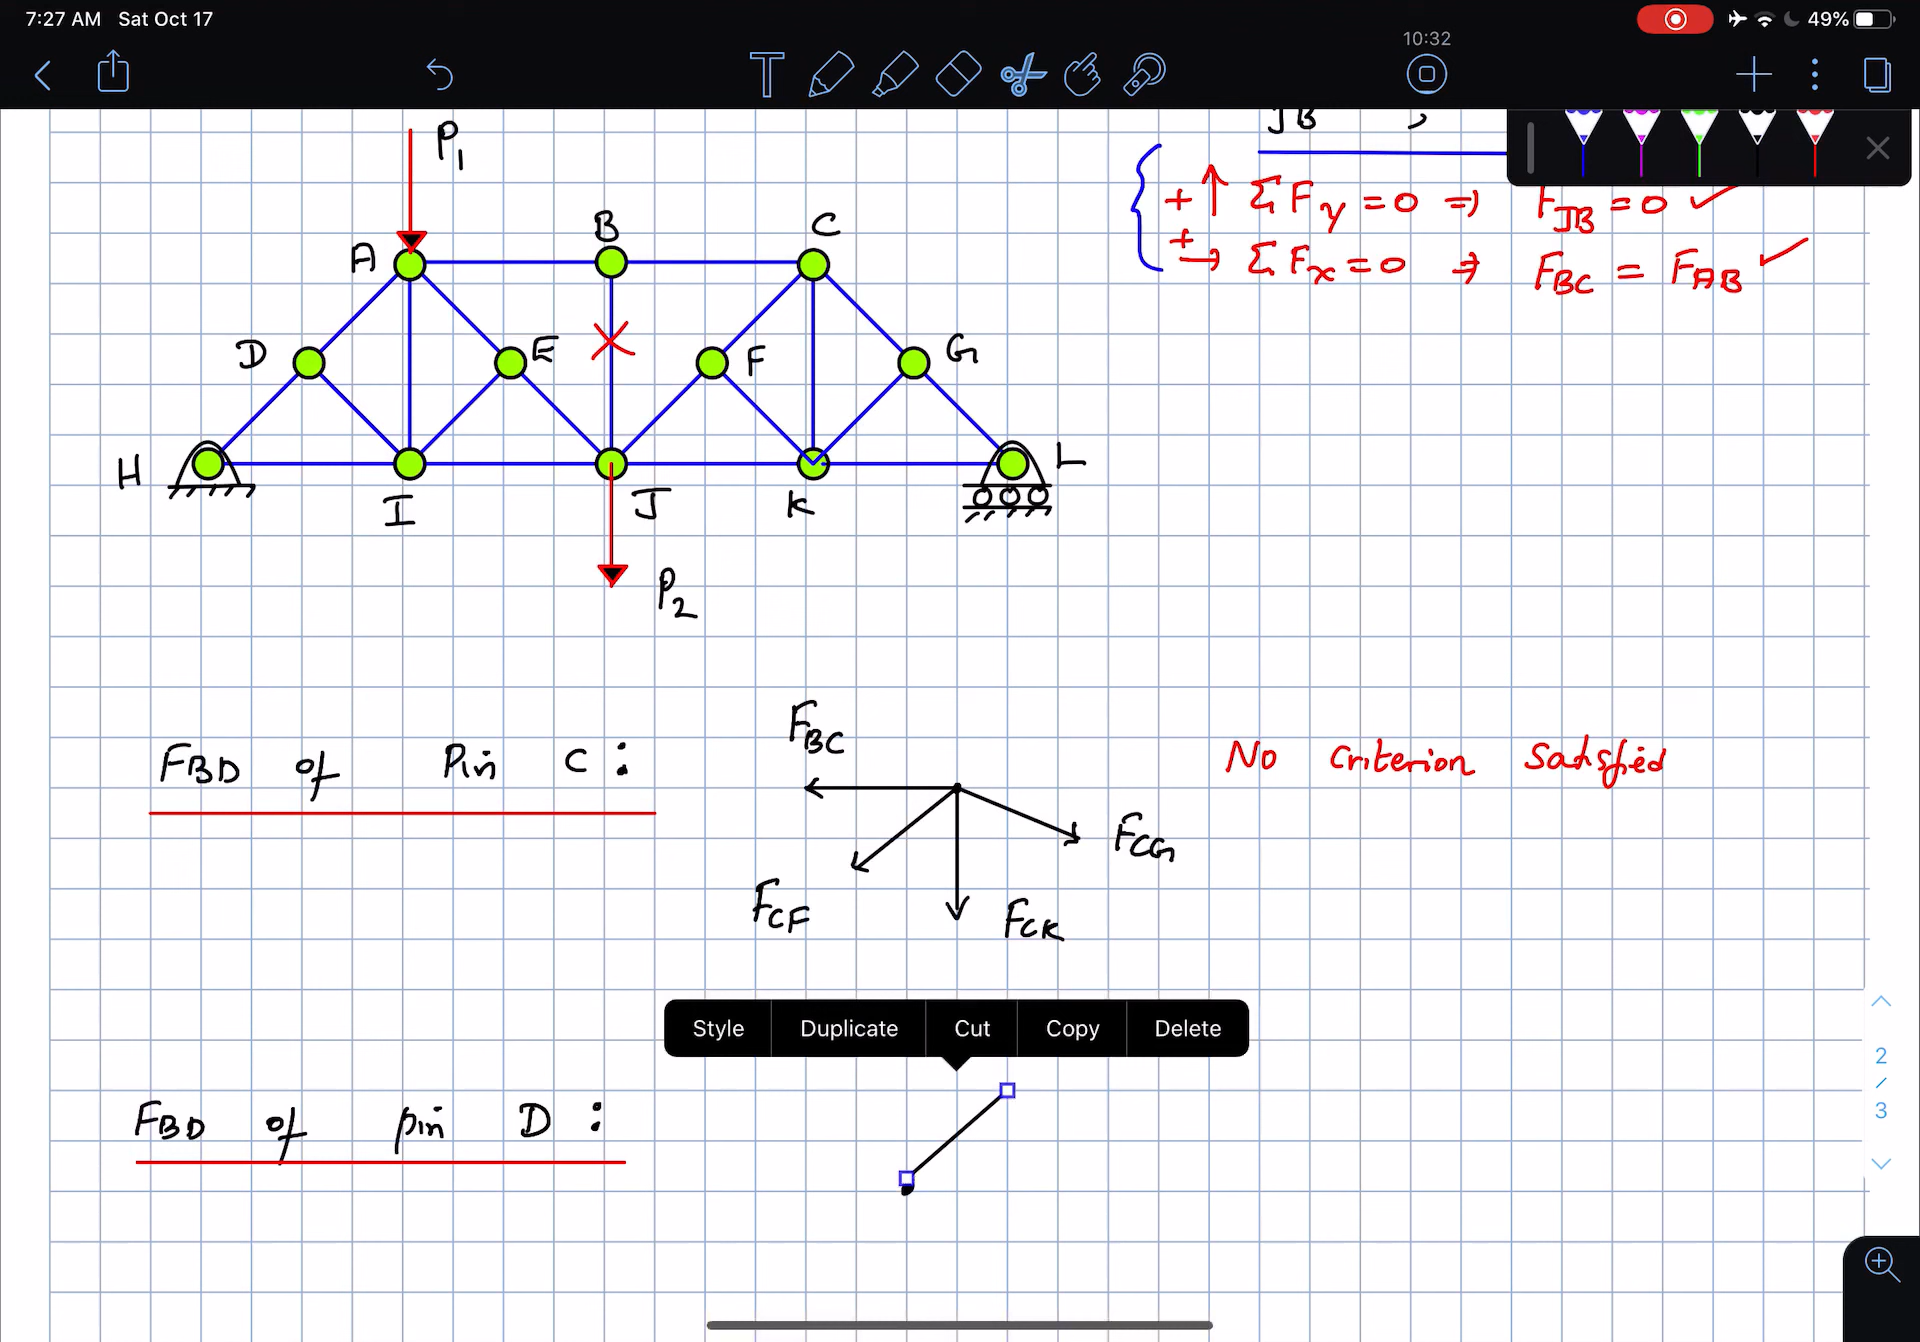 7:27 AM Sat Oct 17
49%
10:32
T
JB ,
P1
+ ↑ ΣFy = 0 ⇒ FJB = 0 ✓
+→ ΣFx = 0 ⇒ FBC = FAB ✓
A B C
D E F G
H I J K L
P2
FBD of Pin C :
FBC
No Criterion Satisfied
FCG
FCF
FCK
Style Duplicate Cut Copy Delete
FBD of pin D :
2
/
3